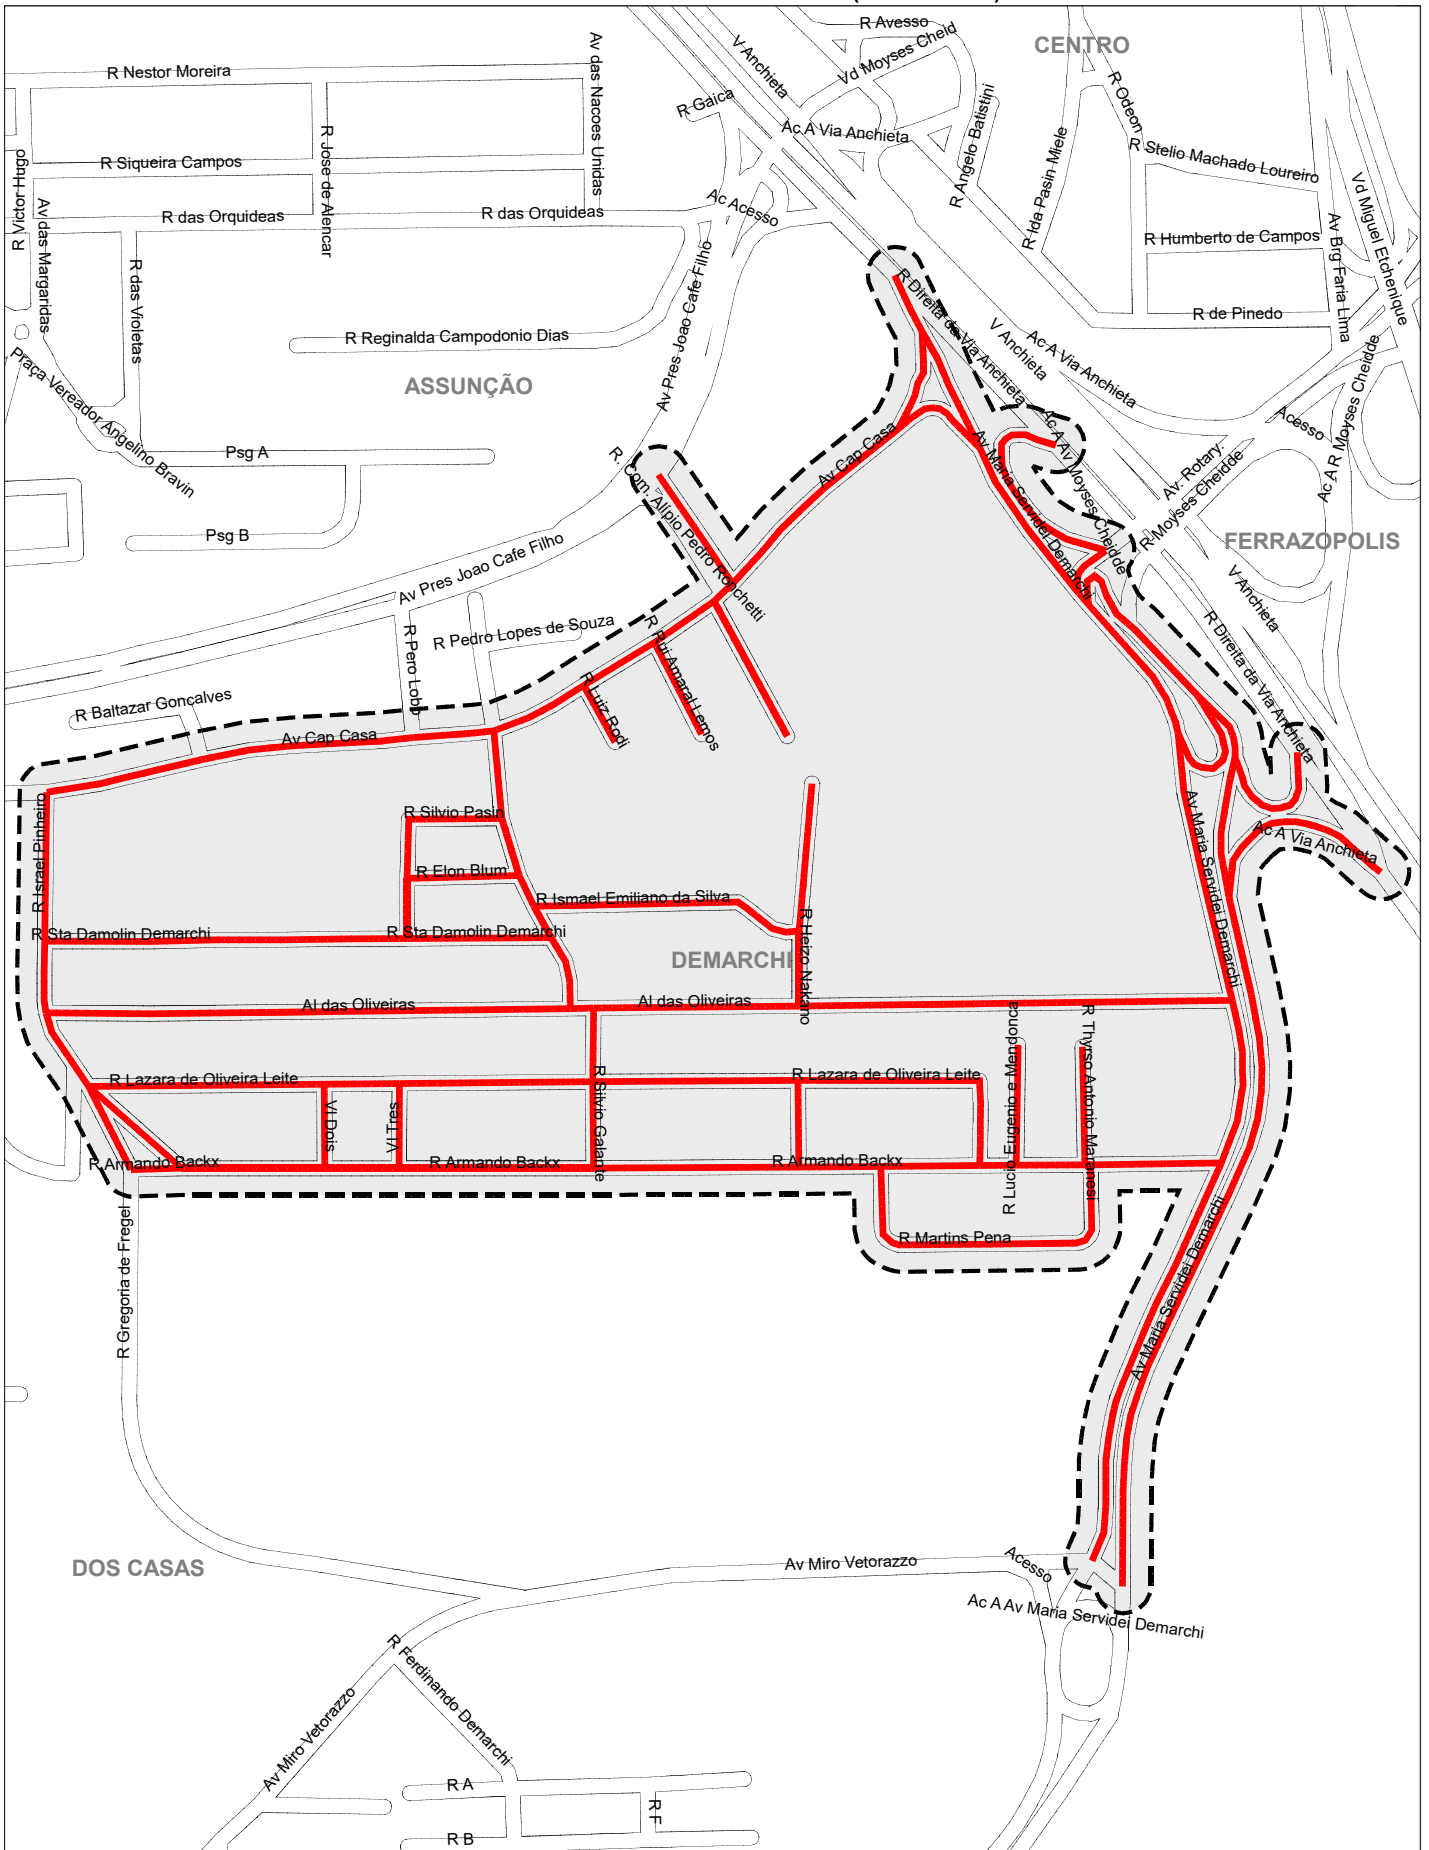 R Avesso
CENTRO
V Anchieta
Vd Moyses Cheid
Av das Nacoes Unidas
R Nestor Moreira
R Gaica
R Odeon
R Angelo Batistini
Ac A Via Anchieta
R Jose de Alencar
R Ida Pasin Miele
R Stelio Machado Loureiro
R Victor Hugo
R Siqueira Campos
Vd Miguel Etchenique
Av das Margaridas
R das Orquideas
R das Orquideas
Ac Acesso
Av Brg Faria Lima
R Humberto de Campos
R das Violetas
Av Pres Joao Cafe Filho
R Direita da Via Anchieta
R de Pinedo
R Reginalda Campodonio Dias
V Anchieta
Ac A Via Anchieta
Praça Vereador Angelino Bravin
ASSUNÇÃO
Ac A R Moyses Cheidde
Acesso
Av Cap Casa
Ac A Av Moyses Cheidde
Psg A
R. Com. Alípio Pedro Ronchetti
Av Maria Servidei Demarchi
Av. Rotary.
R Moyses Cheidde
Psg B
FERRAZOPOLIS
Av Pres Joao Cafe Filho
V Anchieta
R Pedro Lopes de Souza
R Pero Lobo
R Rui Amaral Lemos
R Direita da Via Anchieta
R Baltazar Goncalves
R Luiz Rodi
Av Cap Casa
R Israel Pinheiro
R Silvio Pasin
Av Maria Servidei Demarchi
Ac A Via Anchieta
R Elon Blum
R Ismael Emiliano da Silva
R Sta Damolin Demarchi
R Sta Damolin Demarchi
R Heizo Nakano
DEMARCHI
Al das Oliveiras
Al das Oliveiras
R Lucio Eugenio e Mendonca
R Thyrso Antonio Maranesi
R Lazara de Oliveira Leite
R Lazara de Oliveira Leite
R Silvio Galante
VI Dois
VI Tres
R Armando Backx
R Armando Backx
R Armando Backx
R Gregoria de Fregel
R Martins Pena
Av Maria Servidei Demarchi
DOS CASAS
Av Miro Vetorazzo
Acesso
Ac A Av Maria Servidei Demarchi
R Ferdinando Demarchi
Av Miro Vetorazzo
R A
R F
R B